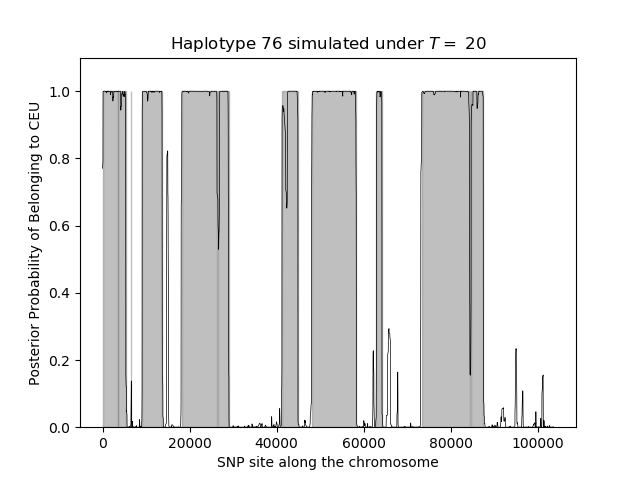 Haplotype 76 simulated under T = 20
Posterior Probability of Belonging to CEU
1.0
0.8
0.6
0.4
0.2
0.0
0 20000 40000 60000 80000 100000
SNP site along the chromosome